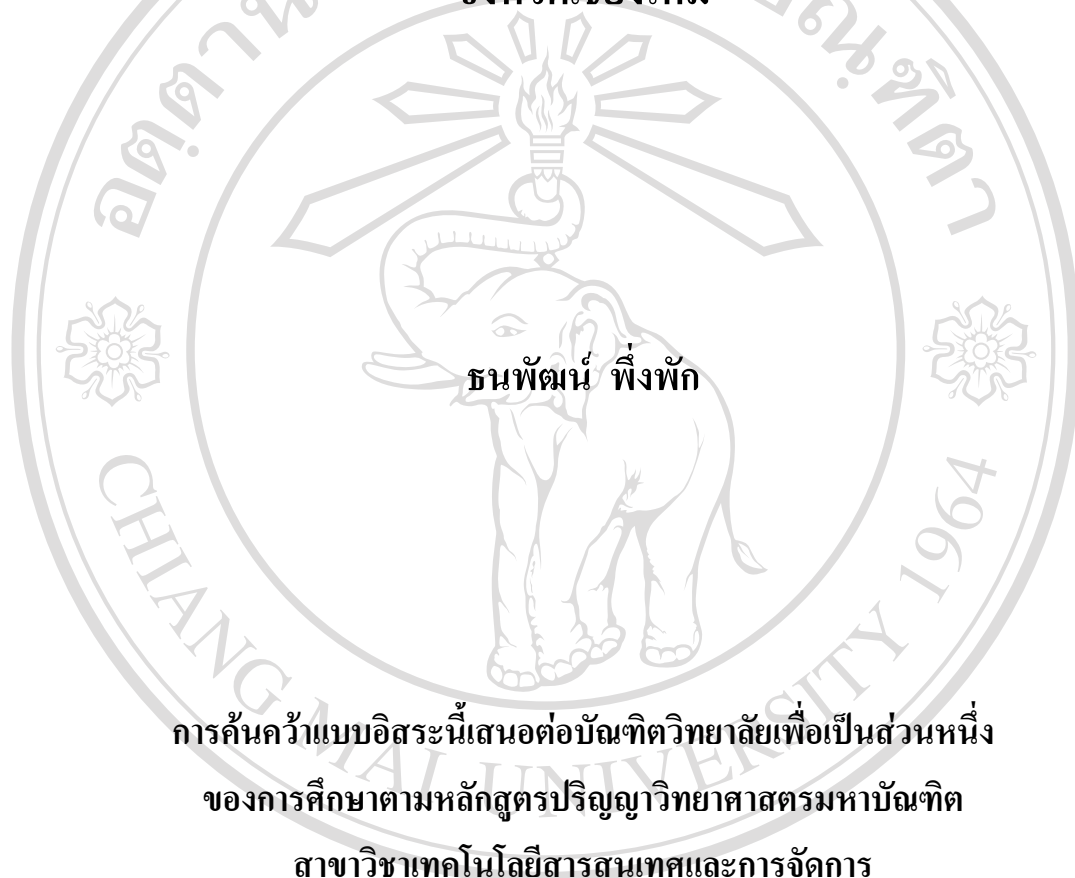 ธนพัฒน์ พึ่งพัก
การค้นคว้าแบบอิสระนี้เสนอต่อบัณฑิตวิทยาลัยเพื่อเป็นส่วนหนึ่ง
ของการศึกษาตามหลักสูตรปริญญาวิทยาศาสตรมหาบัณฑิต
สาขาวิชาเทคโนโลยีสารสนเทศและการจัดการ
CHIANG MAI UNIVERSITY 1964